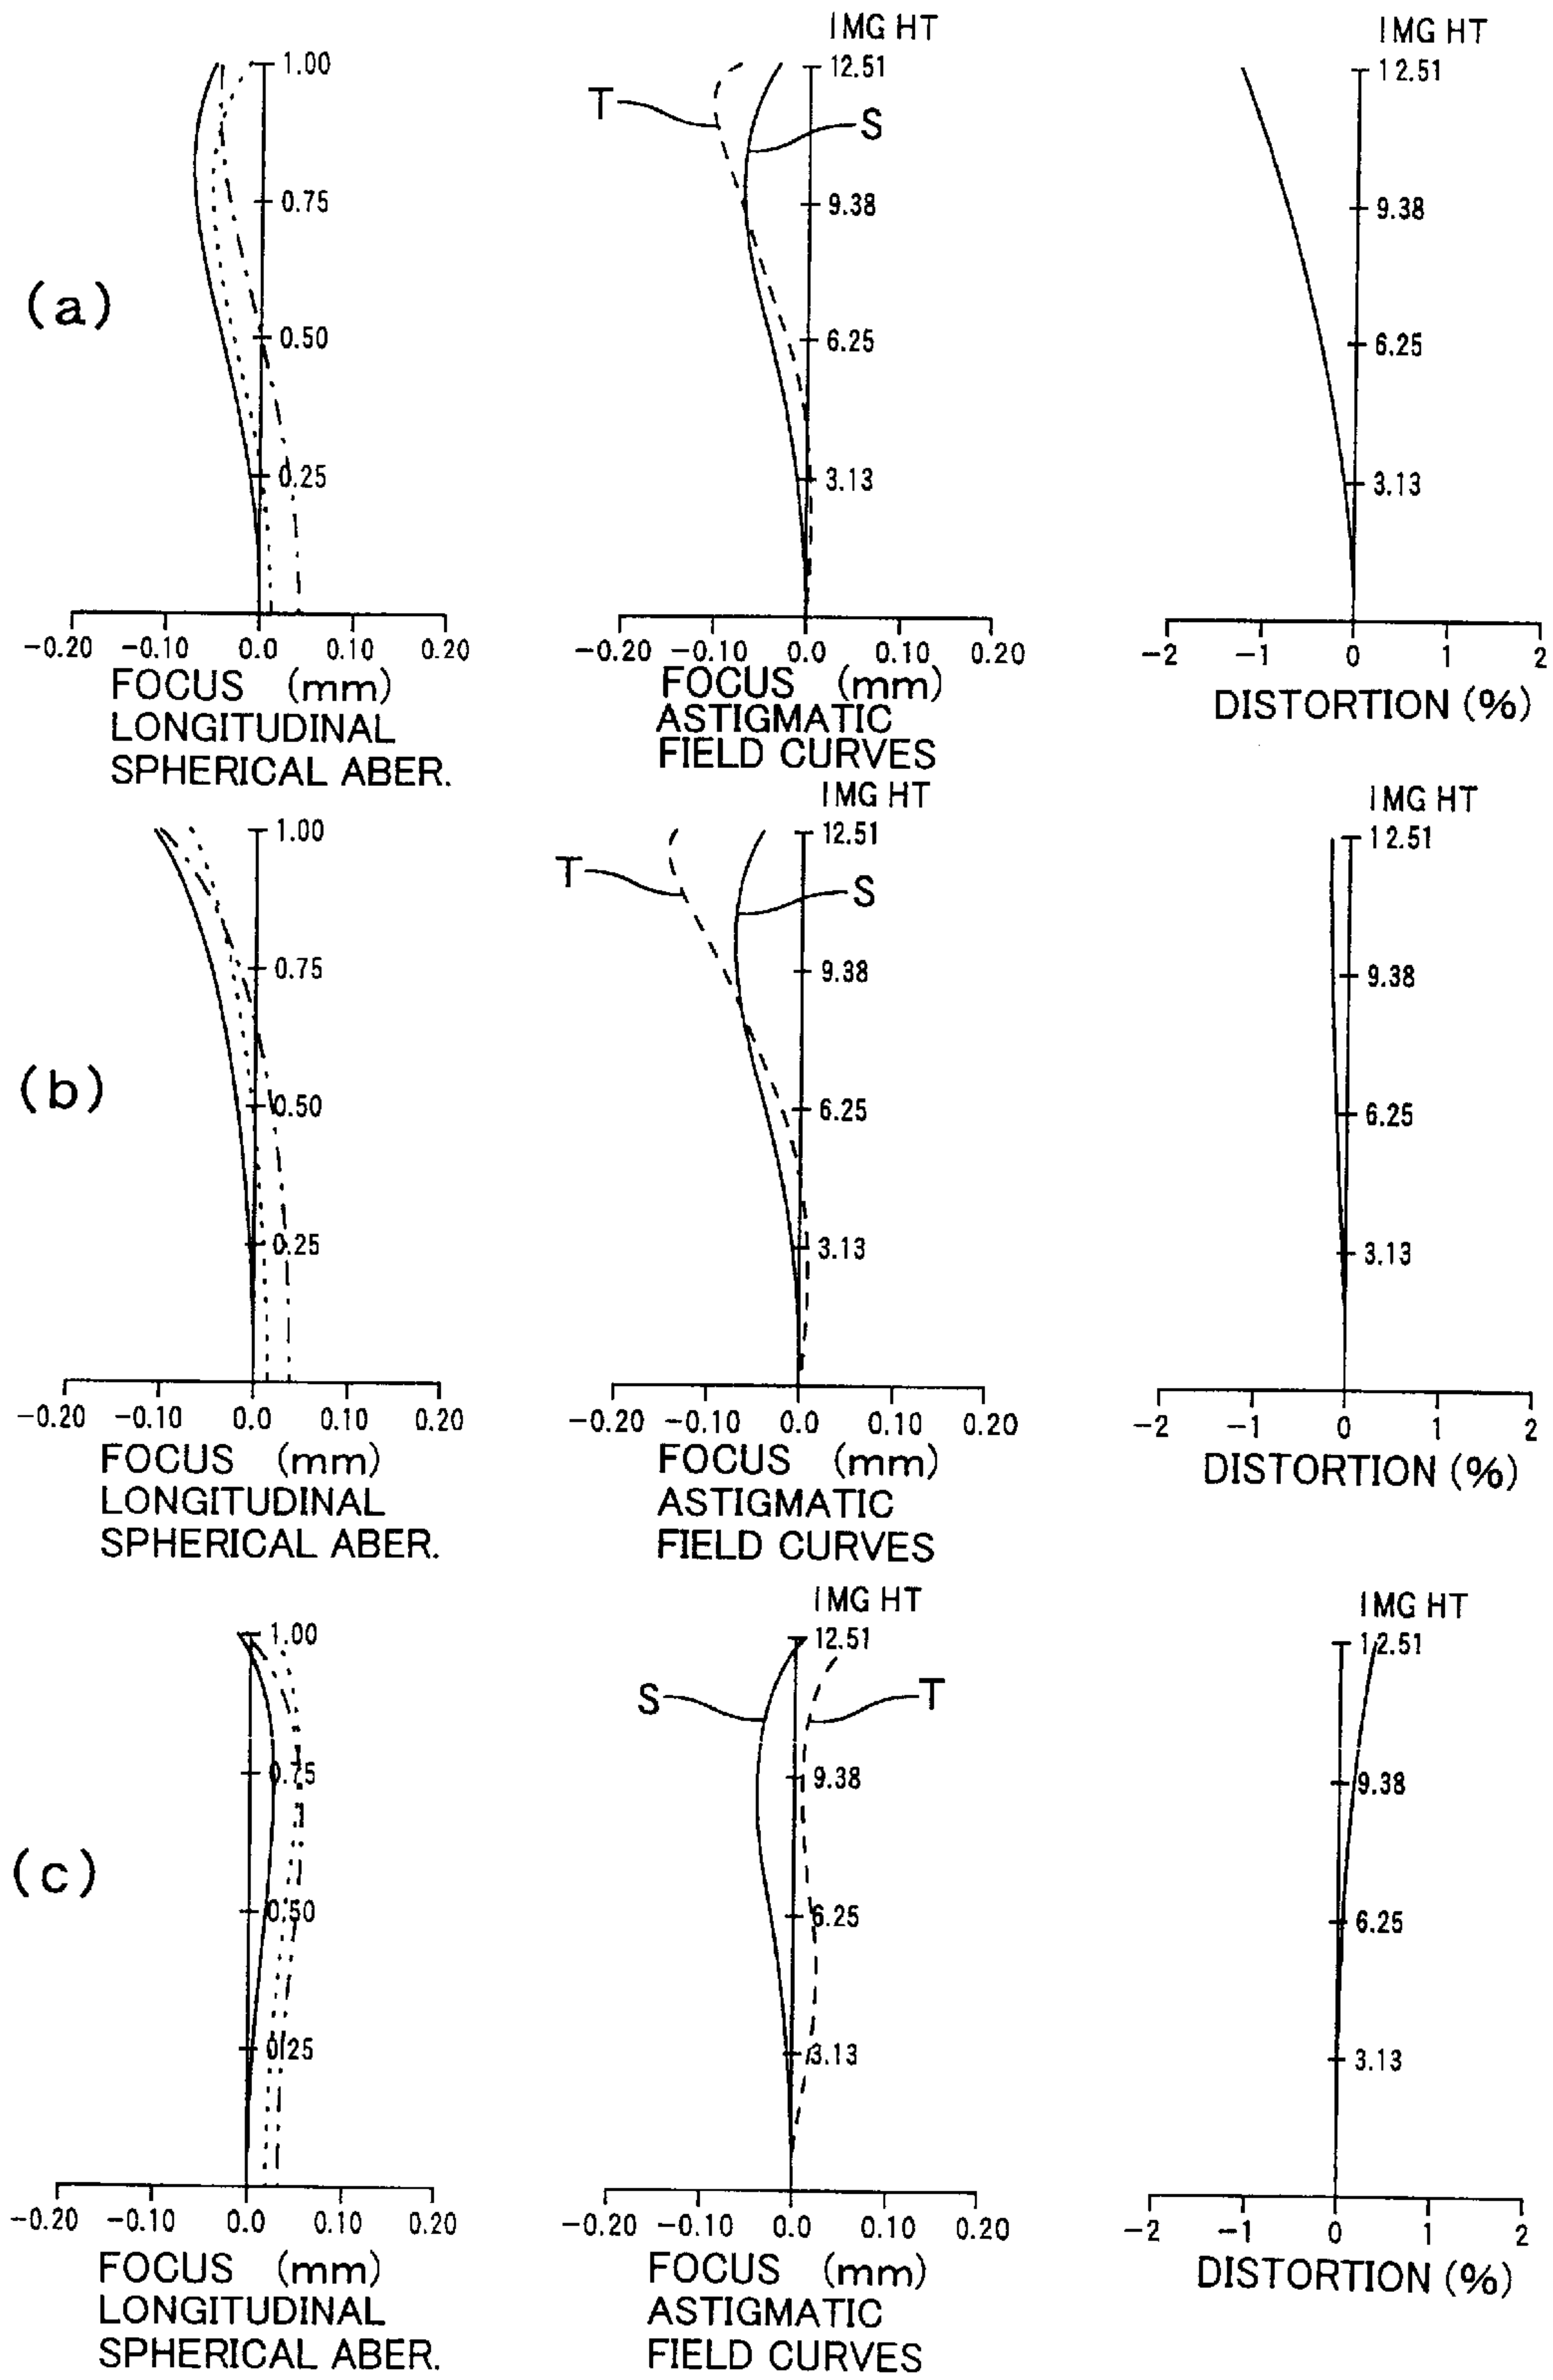 IMG HT
IMG HT
1.00
12.51
12.51
T
S
0.75
9.38
9.38
(a)
0.50
6.25
6.25
0.25
3.13
3.13
-0.20 -0.10 0.0 0.10 0.20
-0.20 -0.10 0.0 0.10 0.20
-2 -1 0 1 2
FOCUS (mm)
LONGITUDINAL
SPHERICAL ABER.
FOCUS (mm)
ASTIGMATIC
FIELD CURVES
DISTORTION (%)
IMG HT
IMG HT
1.00
12.51
12.51
T
S
0.75
9.38
9.38
(b)
0.50
6.25
6.25
0.25
3.13
3.13
-0.20 -0.10 0.0 0.10 0.20
-0.20 -0.10 0.0 0.10 0.20
-2 -1 0 1 2
FOCUS (mm)
LONGITUDINAL
SPHERICAL ABER.
FOCUS (mm)
ASTIGMATIC
FIELD CURVES
DISTORTION (%)
IMG HT
IMG HT
1.00
12.51
12.51
S
T
0.75
9.38
9.38
(c)
0.50
6.25
6.25
0.25
3.13
3.13
-0.20 -0.10 0.0 0.10 0.20
-0.20 -0.10 0.0 0.10 0.20
-2 -1 0 1 2
FOCUS (mm)
LONGITUDINAL
SPHERICAL ABER.
FOCUS (mm)
ASTIGMATIC
FIELD CURVES
DISTORTION (%)